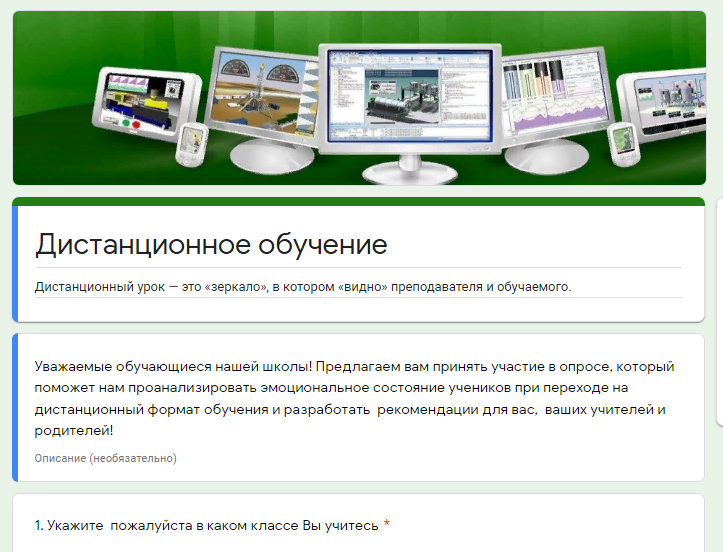 Дистанционное обучение
Дистанционный урок — это «зеркало», в котором «видно» преподавателя и обучаемого.
Уважаемые обучающиеся нашей школы! Предлагаем вам принять участие в опросе, который
поможет нам проанализировать эмоциональное состояние учеников при переходе на
дистанционный формат обучения и разработать  рекомендации для вас,  ваших учителей и
родителей!
Описание (необязательно)
1. Укажите  пожалуйста в каком классе Вы учитесь *